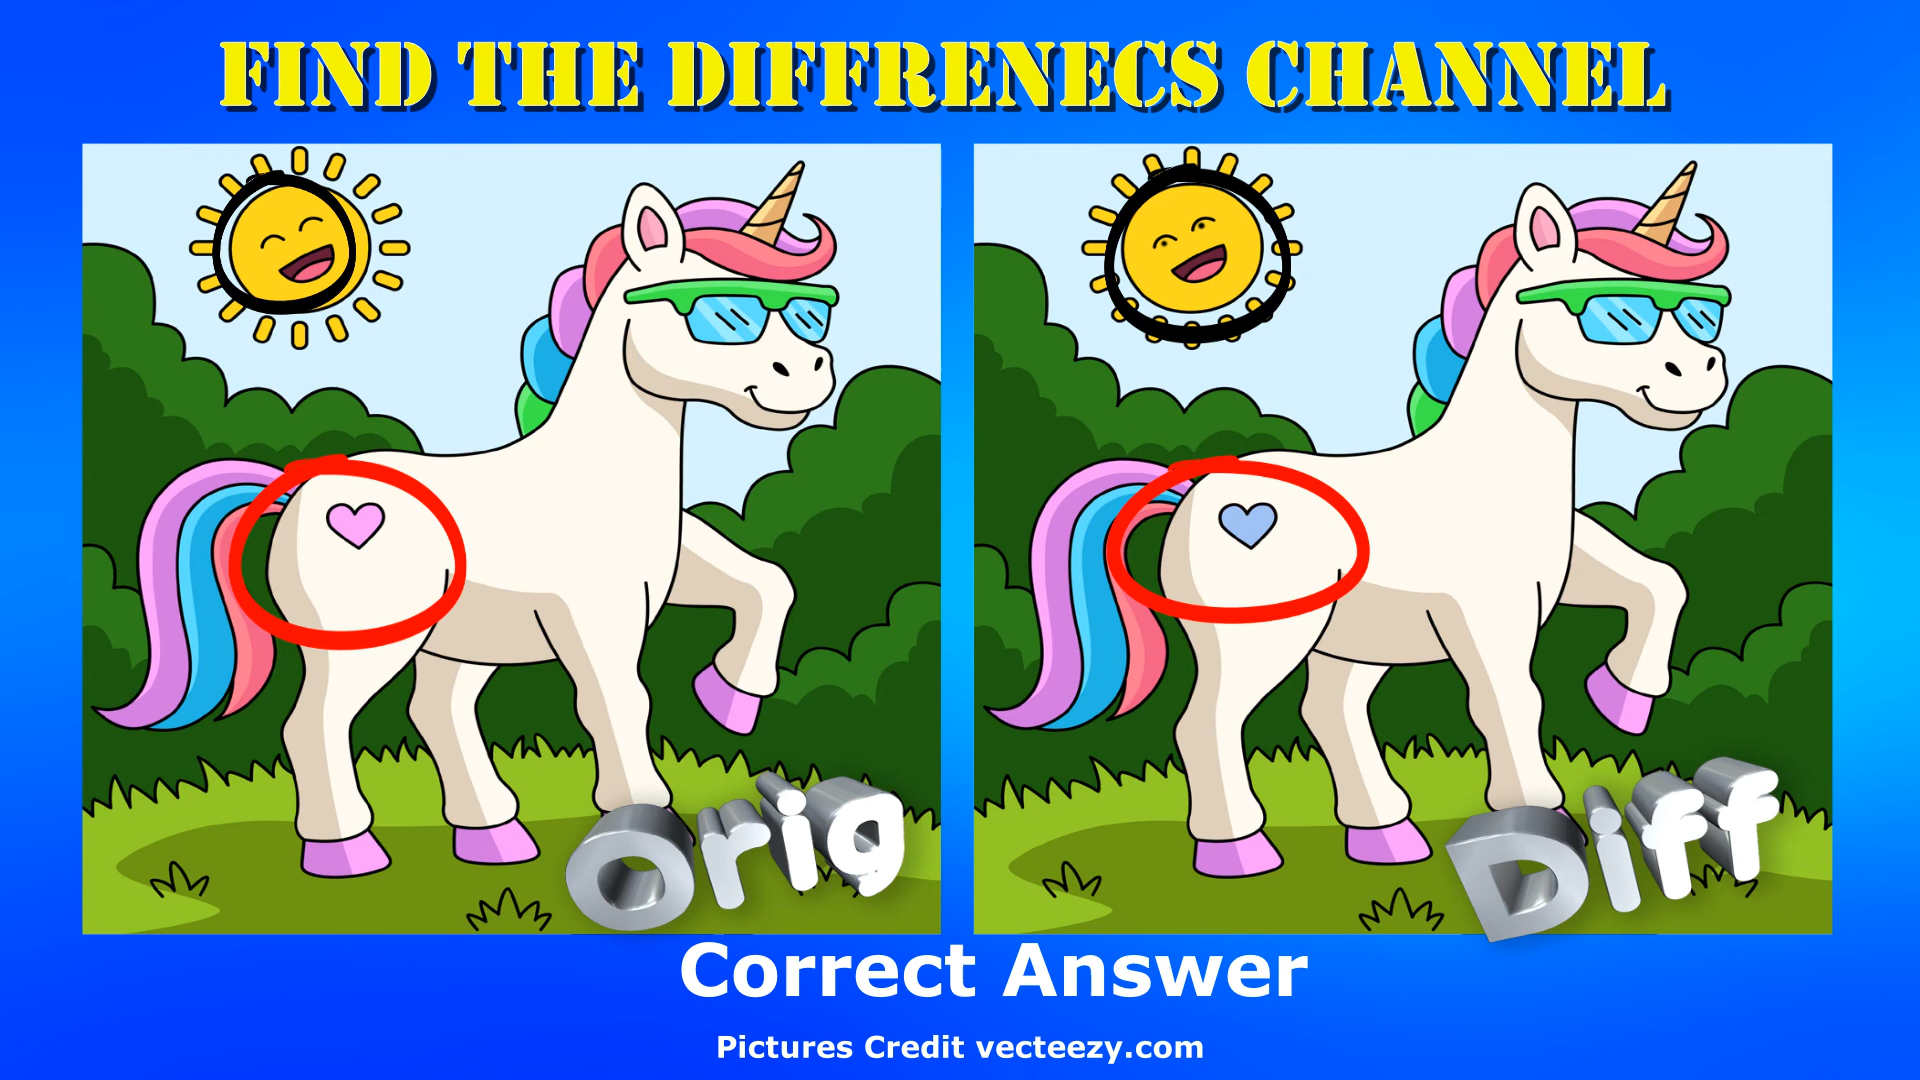 FIND THE DIFFRENECS CHANNEL
Orig
Diff
Correct Answer
Pictures Credit vecteezy.com